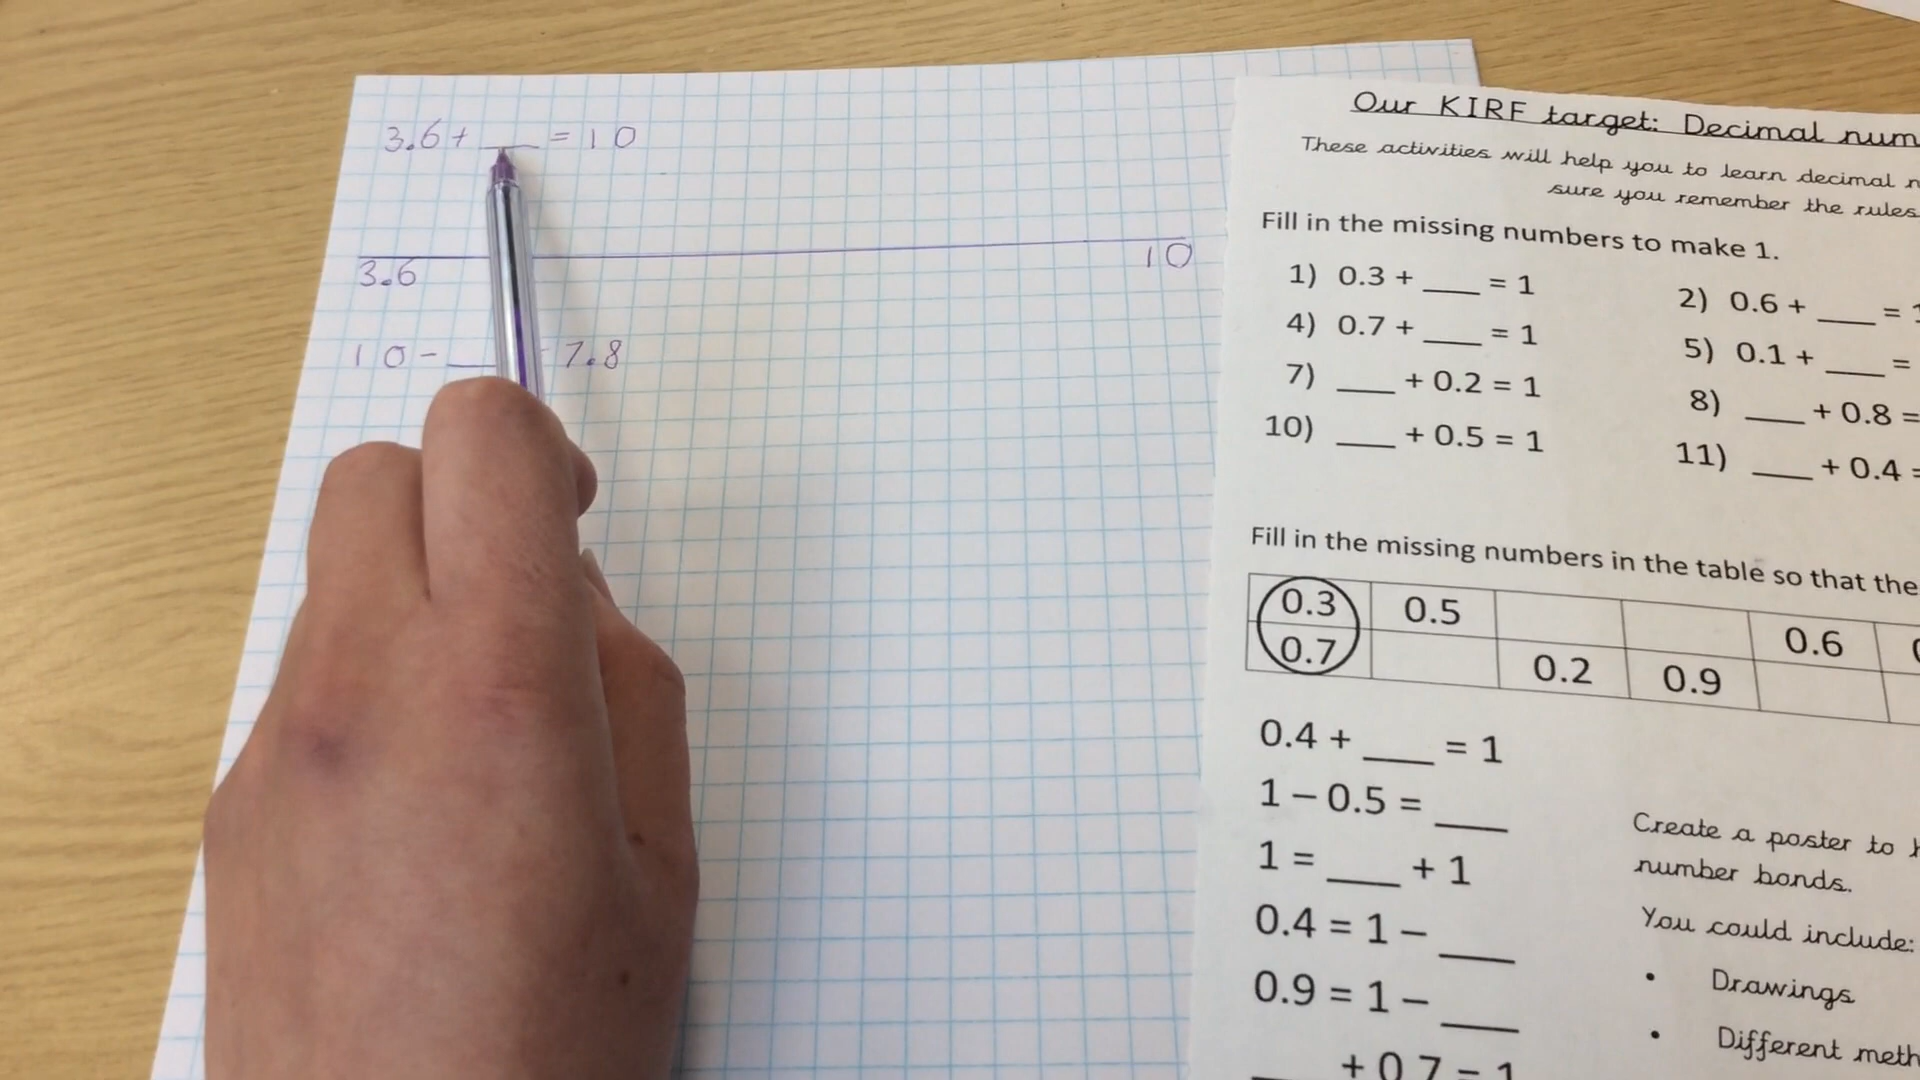 3.6 + ___ = 10
3.6 10
10 - ___ 7.8
Our KIRF target: Decimal
These activities will help you to learn decimal
sure you remember the rules
Fill in the missing numbers to make 1.
1) 0.3 + ___ = 1
2) 0.6 + ___ =
4) 0.7 + ___ = 1
5) 0.1 + ___ =
7) ___ + 0.2 = 1
8) ___ + 0.8 =
10) ___ + 0.5 = 1
11) ___ + 0.4 =
Fill in the missing numbers in the table so that the
0.3 0.5 0.6
0.7 0.2 0.9
0.4 + ___ = 1
1 – 0.5 = ___
1 = ___ + 1
0.4 = 1 – ___
0.9 = 1 – ___
___ + 0.7 = 1
Create a poster to
number bonds.
You could include:
• Drawings
• Different